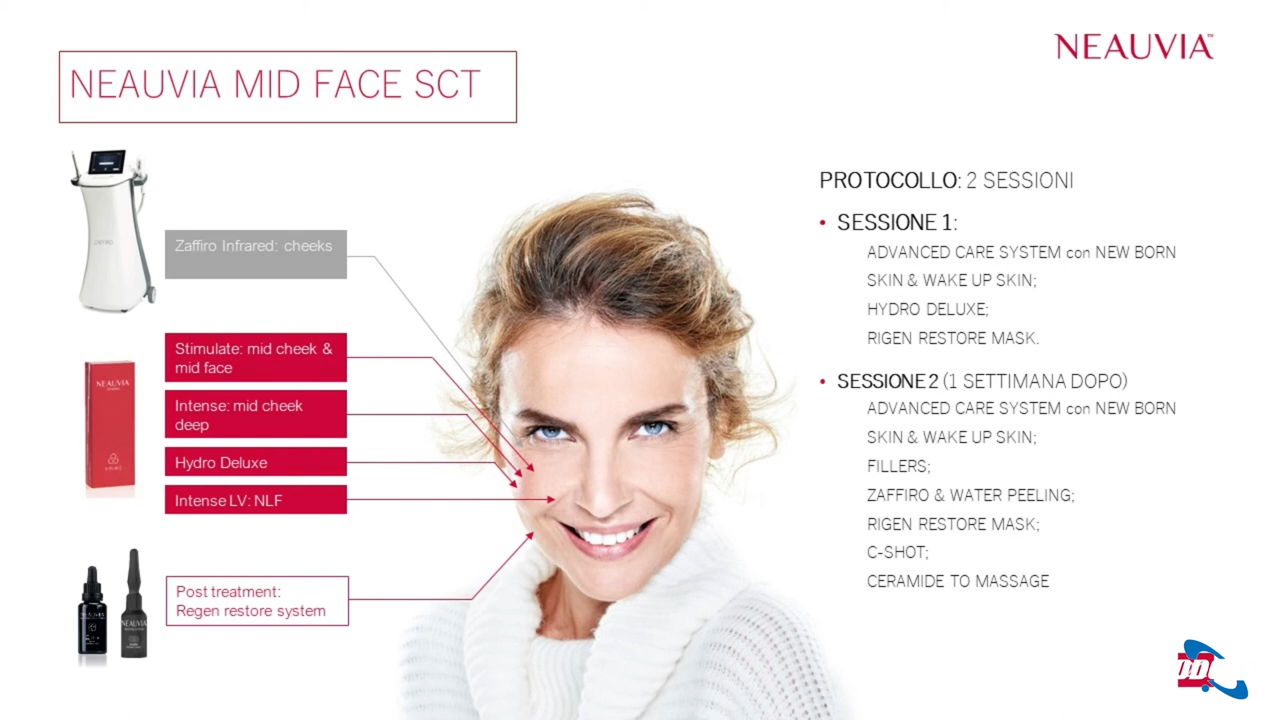 NEAUVIA™
NEAUVIA MID FACE SCT
Zaffiro Infrared: cheeks
Stimulate: mid cheek &
mid face
Intense: mid cheek
deep
Hydro Deluxe
Intense LV: NLF
Post treatment:
Regen restore system
NEAUVIA
NEAUVIA
NEAUVIA
PROTOCOLLO: 2 SESSIONI
• SESSIONE 1:
ADVANCED CARE SYSTEM con NEW BORN
SKIN & WAKE UP SKIN;
HYDRO DELUXE;
RIGEN RESTORE MASK.
• SESSIONE 2 (1 SETTIMANA DOPO)
ADVANCED CARE SYSTEM con NEW BORN
SKIN & WAKE UP SKIN;
FILLERS;
ZAFFIRO & WATER PEELING;
RIGEN RESTORE MASK;
C-SHOT;
CERAMIDE TO MASSAGE